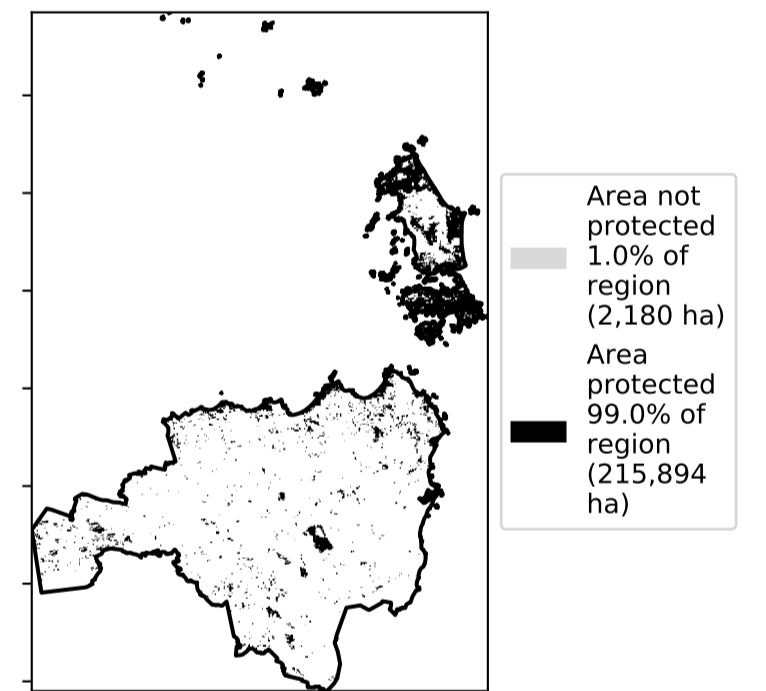 Area not
protected
1.0% of
region
(2,180 ha)
Area
protected
99.0% of
region
(215,894
ha)